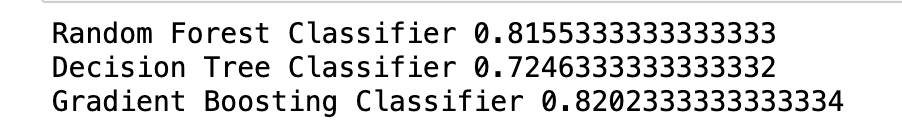 Random Forest Classifier 0.8155333333333333
Decision Tree Classifier 0.7246333333333332
Gradient Boosting Classifier 0.8202333333333334